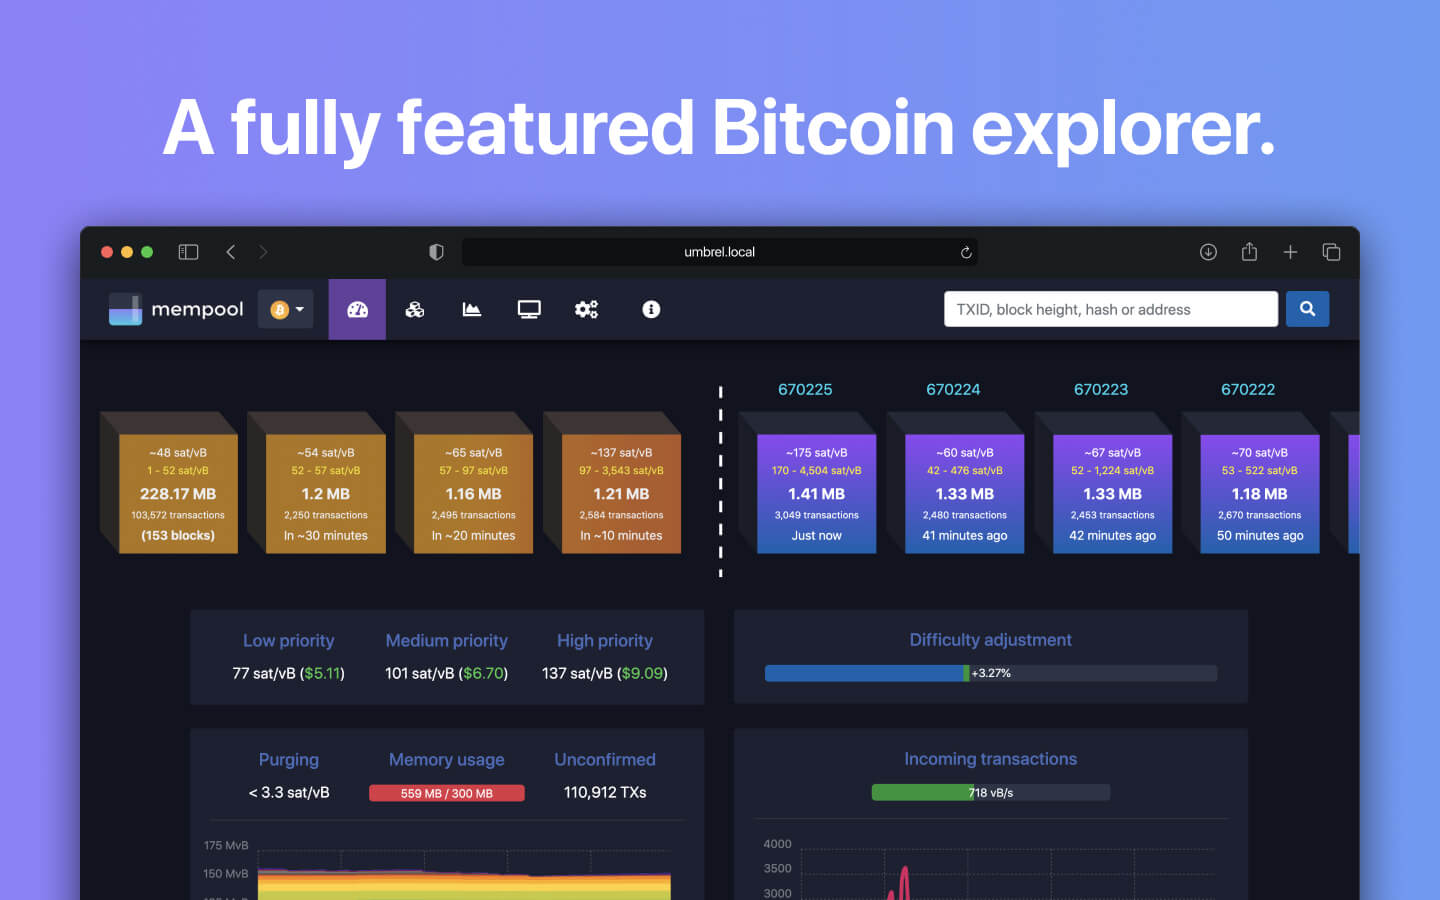 A fully featured Bitcoin explorer.
umbrel.local
mempool
TXID, block height, hash or address
670225
670224
670223
670222
~48 sat/vB
1 - 52 sat/vB
228.17 MB
103,572 transactions
(153 blocks)
~54 sat/vB
52 - 57 sat/vB
1.2 MB
2,250 transactions
In ~30 minutes
~65 sat/vB
57 - 97 sat/vB
1.16 MB
2,495 transactions
In ~20 minutes
~137 sat/vB
97 - 3,543 sat/vB
1.21 MB
2,584 transactions
In ~10 minutes
~175 sat/vB
170 - 4,504 sat/vB
1.41 MB
3,049 transactions
Just now
~60 sat/vB
42 - 476 sat/vB
1.33 MB
2,480 transactions
41 minutes ago
~67 sat/vB
52 - 1,224 sat/vB
1.33 MB
2,453 transactions
42 minutes ago
~70 sat/vB
53 - 522 sat/vB
1.18 MB
2,670 transactions
50 minutes ago
Low priority
77 sat/vB ($5.11)
Medium priority
101 sat/vB ($6.70)
High priority
137 sat/vB ($9.09)
Difficulty adjustment
+3.27%
Purging
< 3.3 sat/vB
Memory usage
559 MB / 300 MB
Unconfirmed
110,912 TXs
175 MvB
150 MvB
Incoming transactions
718 vB/s
4000
3500
3000